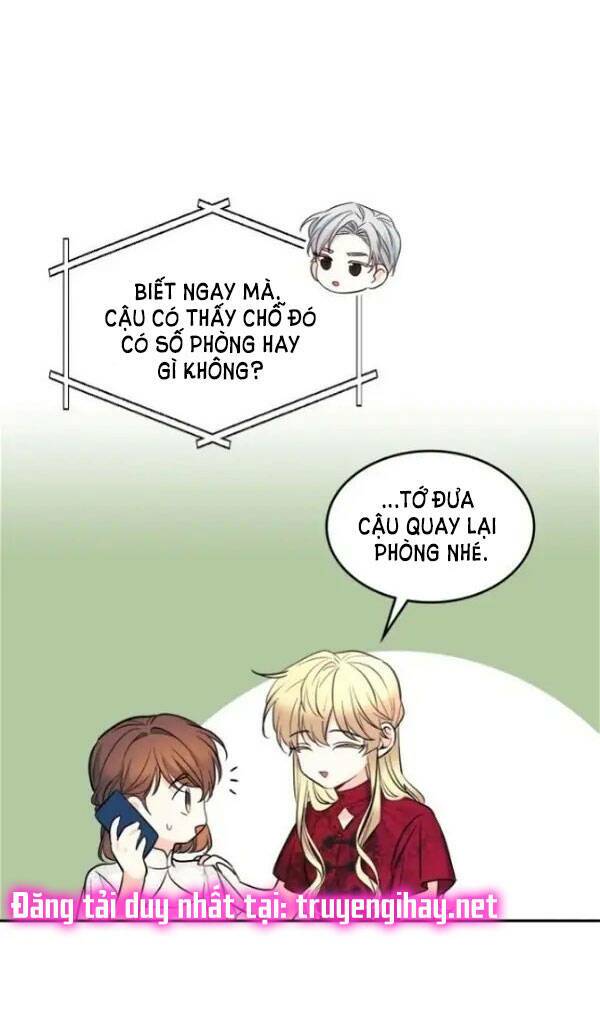 BIẾT NGAY MÀ.
CẬU CÓ THẤY CHỖ ĐÓ
CÓ SỐ PHÒNG HAY
GÌ KHÔNG?
...TỚ ĐƯA
CẬU QUAY LẠI
PHÒNG NHÉ.
Đăng tải duy nhất tại: truyengihay.net